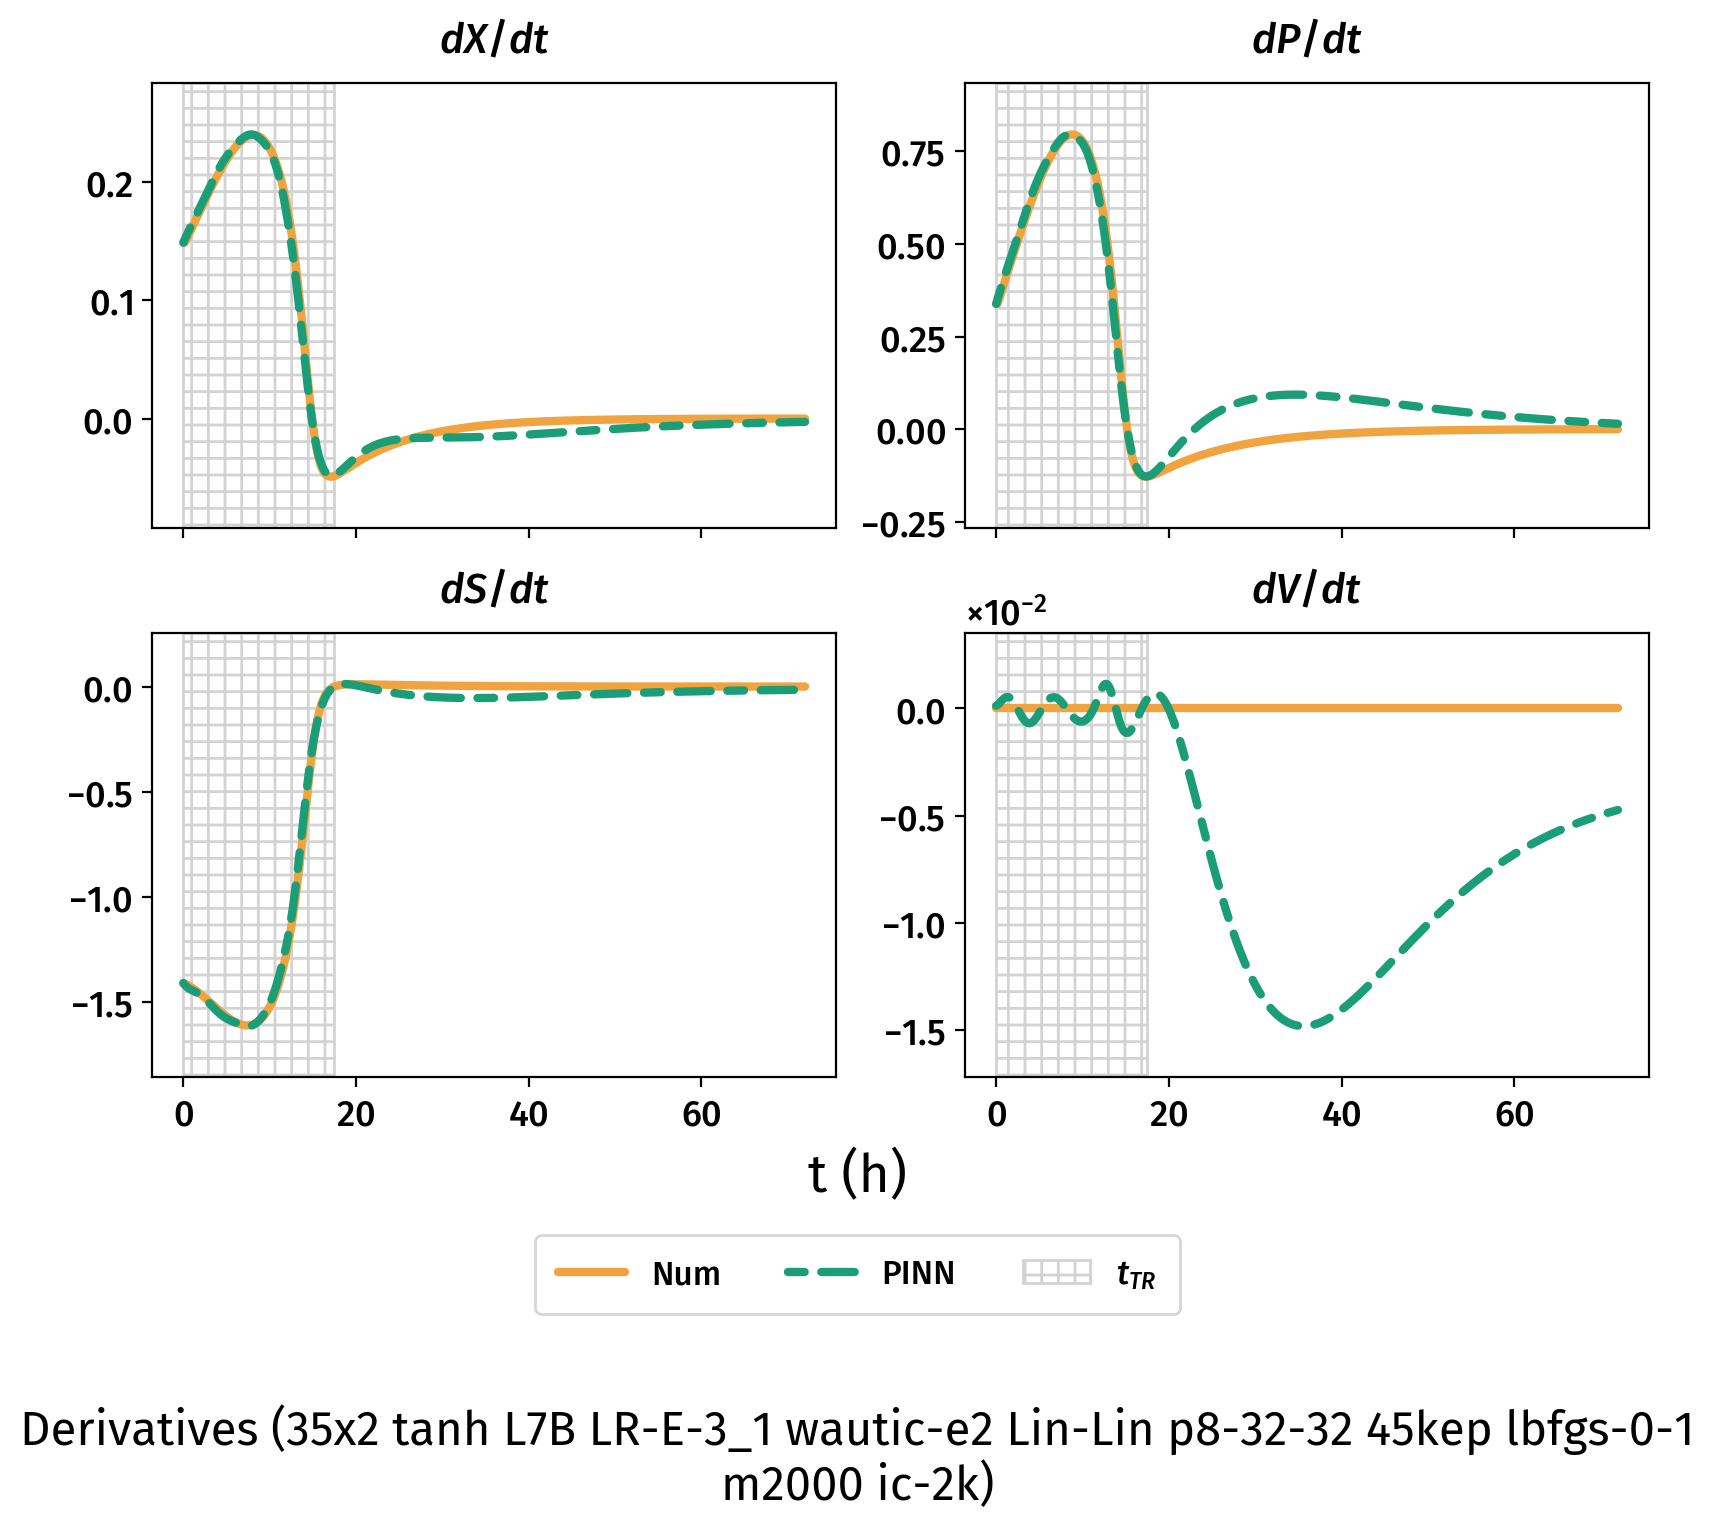 dX/dt
dP/dt
0.2
0.1
0.0
0.75
0.50
0.25
0.00
−0.25
dS/dt
dV/dt
×10−2
0.0
−0.5
−1.0
−1.5
0.0
−0.5
−1.0
−1.5
0 20 40 60
0 20 40 60
t (h)
Num PINN tTR
Derivatives (35x2 tanh L7B LR-E-3_1 wautic-e2 Lin-Lin p8-32-32 45kep lbfgs-0-1
m2000 ic-2k)